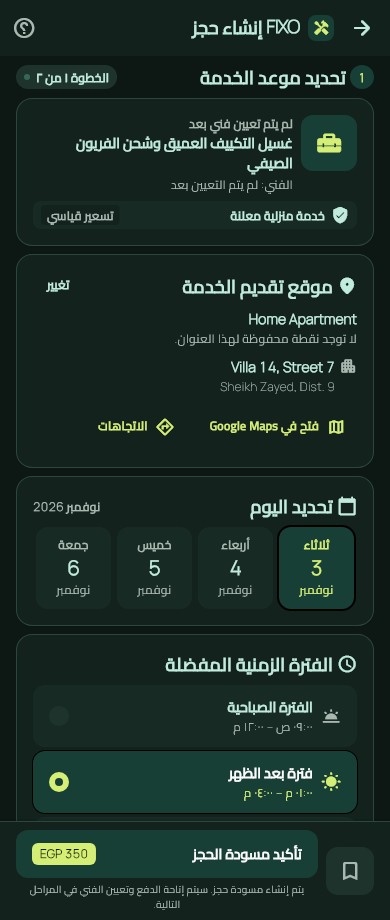 إنشاء حجز FIXO
1 تحديد موعد الخدمة
الخطوة ١ من ٢
لم يتم تعيين فني بعد
غسيل التكييف العميق وشحن الفريون الصيفي
الفني: لم يتم التعيين بعد
خدمة منزلية معلنة
تسعير قياسي
موقع تقديم الخدمة
تغيير
Home Apartment
لا توجد نقطة محفوظة لهذا العنوان.
Villa 14, Street 7
Sheikh Zayed, Dist. 9
فتح في Google Maps
الاتجاهات
تحديد اليوم
نوفمبر 2026
ثلاثاء
3
نوفمبر
أربعاء
4
نوفمبر
خميس
5
نوفمبر
جمعة
6
نوفمبر
الفترة الزمنية المفضلة
الفترة الصباحية
٠٩:٠٠ ص – ١٢:٠٠ م
فترة بعد الظهر
٠١:٠٠ م – ٠٤:٠٠ م
تأكيد مسودة الحجز
EGP 350
يتم إنشاء مسودة حجز. سيتم إتاحة الدفع وتعيين الفني في المراحل
التالية.